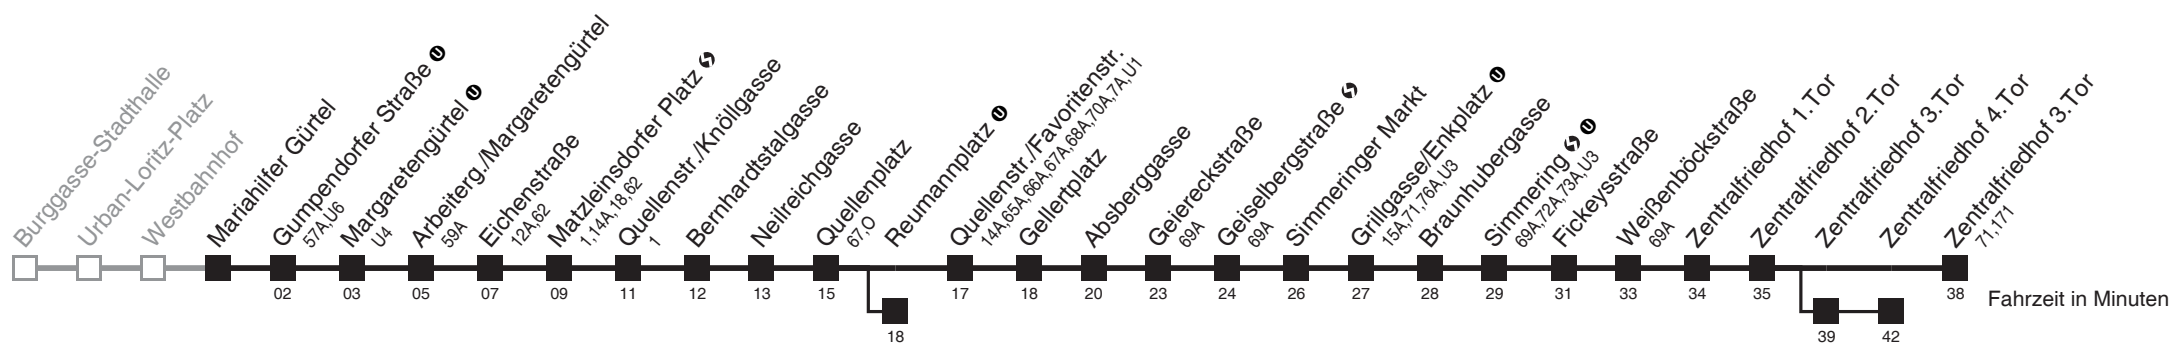 Burggasse-Stadthalle
Urban-Loritz-Platz
Westbahnhof
Mariahilfer Gürtel
Gumpendorfer Straße U
57A,U6
Margaretengürtel U
U4
Arbeiterg./Margaretengürtel
59A
Eichenstraße
12A,62
Matzleinsdorfer Platz
1,14A,18,62
Quellenstr./Knöllgasse
1
Bernhardtstalgasse
Neilreichgasse
Quellenplatz
67,O
Reumannplatz U
Quellenstr./Favoritenstr.
14A,65A,66A,67A,68A,70A,7A,U1
Gellertplatz
Absberggasse
Geiereckstraße
69A
Geiselbergstraße
69A
Simmeringer Markt
Grillgasse/Enkplatz U
15A,71,76A,U3
Braunhubergasse
Simmering U
69A,72A,73A,U3
Fickeysstraße
Weißenböckstraße
69A
Zentralfriedhof 1.Tor
Zentralfriedhof 2.Tor
Zentralfriedhof 3.Tor
Zentralfriedhof 4.Tor
Zentralfriedhof 3.Tor
71,171
02 03 05 07 09 11 12 13 15 17 18 20 23 24 26 27 28 29 31 33 34 35 38
Fahrzeit in Minuten
18 39 42